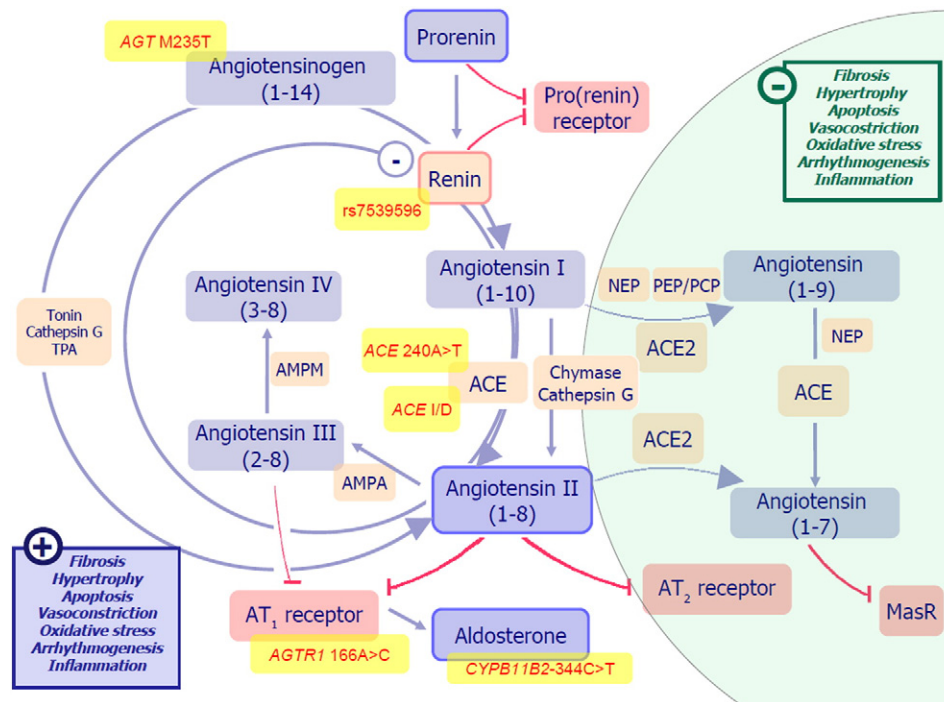 AGT M235T
Angiotensinogen
(1-14)
Prorenin
Pro(renin)
receptor
-
Fibrosis
Hypertrophy
Apoptosis
Vasocostriction
Oxidative stress
Arrhythmogenesis
Inflammation
-
Renin
rs7539596
Angiotensin I
(1-10)
NEP
PEP/PCP
Angiotensin
(1-9)
Angiotensin IV
(3-8)
Tonin
Cathepsin G
TPA
ACE 240A>T
ACE
ACE I/D
Chymase
Cathepsin G
ACE2
NEP
ACE
AMPM
Angiotensin III
(2-8)
AMPA
ACE2
Angiotensin II
(1-8)
Angiotensin
(1-7)
+
Fibrosis
Hypertrophy
Apoptosis
Vasoconstriction
Oxidative stress
Arrhythmogenesis
Inflammation
AT1 receptor
AGTR1 166A>C
Aldosterone
CYPB11B2-344C>T
AT2 receptor
MasR